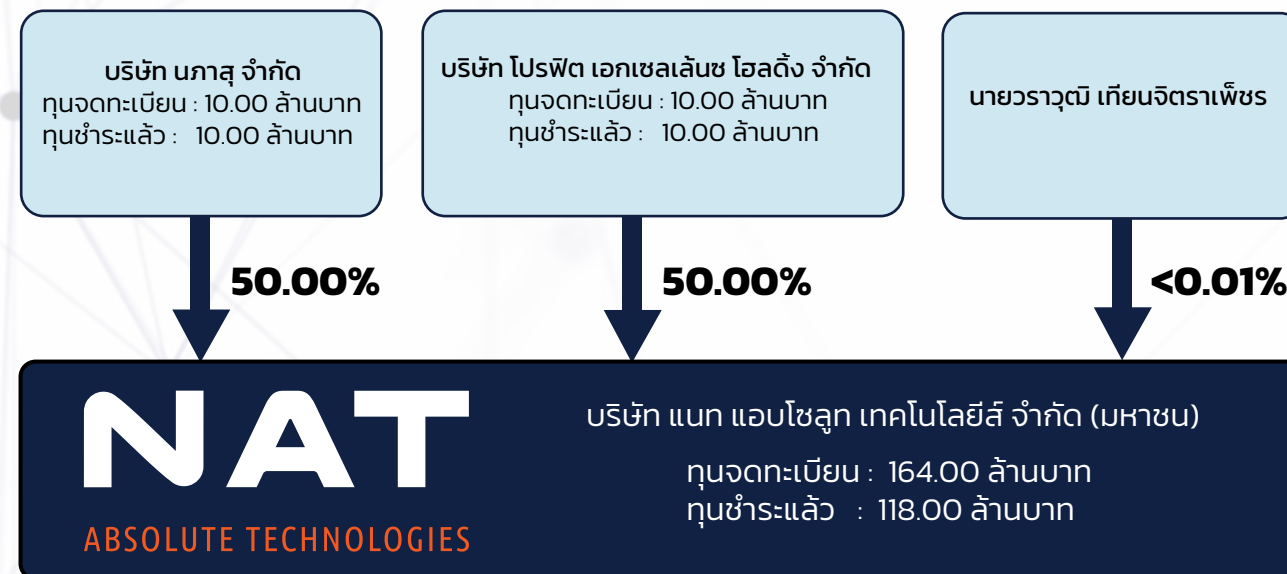 บริษัท นภาสุ จำกัด
ทุนจดทะเบียน : 10.00 ล้านบาท
ทุนชำระแล้ว : 10.00 ล้านบาท
บริษัท โปรฟิต เอกเซลเล้นซ โฮลดิ้ง จำกัด
ทุนจดทะเบียน : 10.00 ล้านบาท
ทุนชำระแล้ว : 10.00 ล้านบาท
นายวราวุฒิ เทียนจิตราเพ็ชร
50.00%
50.00%
<0.01%
NAT
ABSOLUTE TECHNOLOGIES
บริษัท แนท แอบโซลูท เทคโนโลยีส์ จำกัด (มหาชน)
ทุนจดทะเบียน : 164.00 ล้านบาท
ทุนชำระแล้ว : 118.00 ล้านบาท